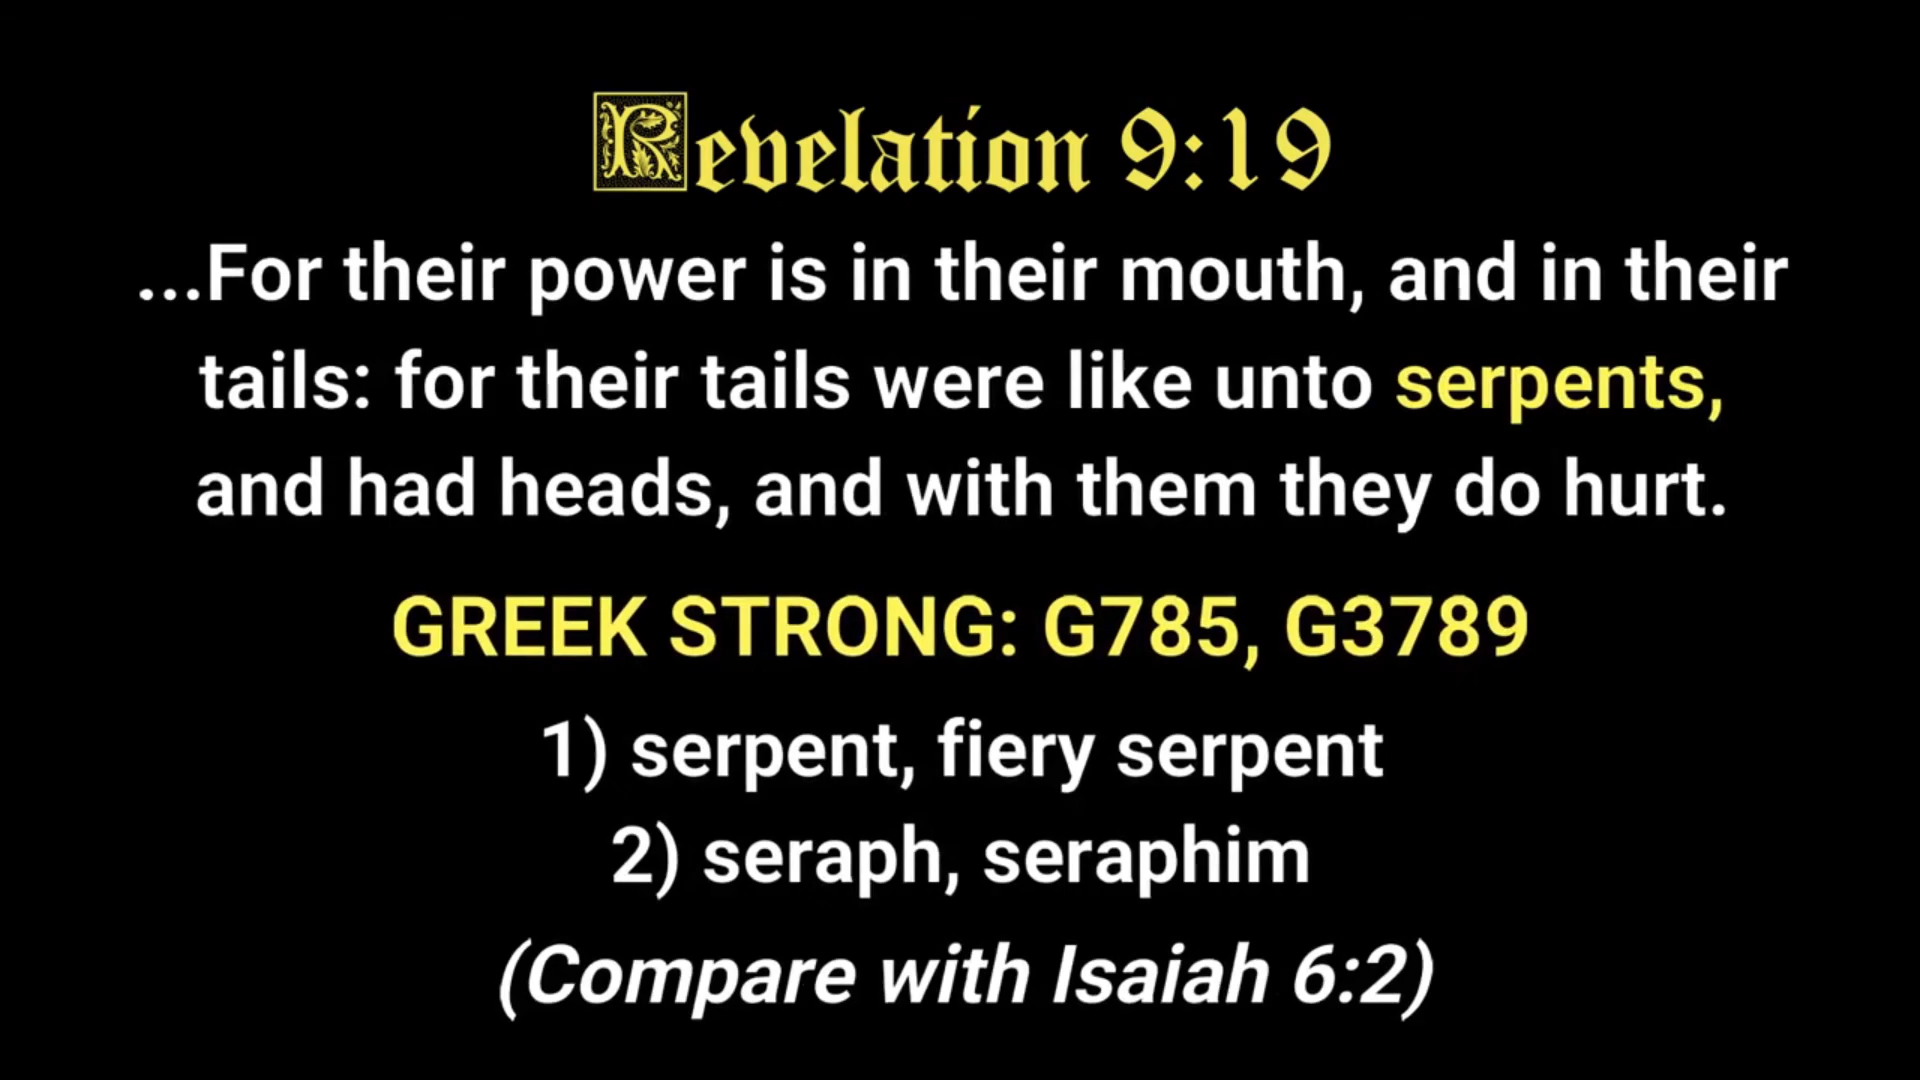 Revelation 9:19
...For their power is in their mouth, and in their
tails: for their tails were like unto serpents,
and had heads, and with them they do hurt.
GREEK STRONG: G785, G3789
1) serpent, fiery serpent
2) seraph, seraphim
(Compare with Isaiah 6:2)